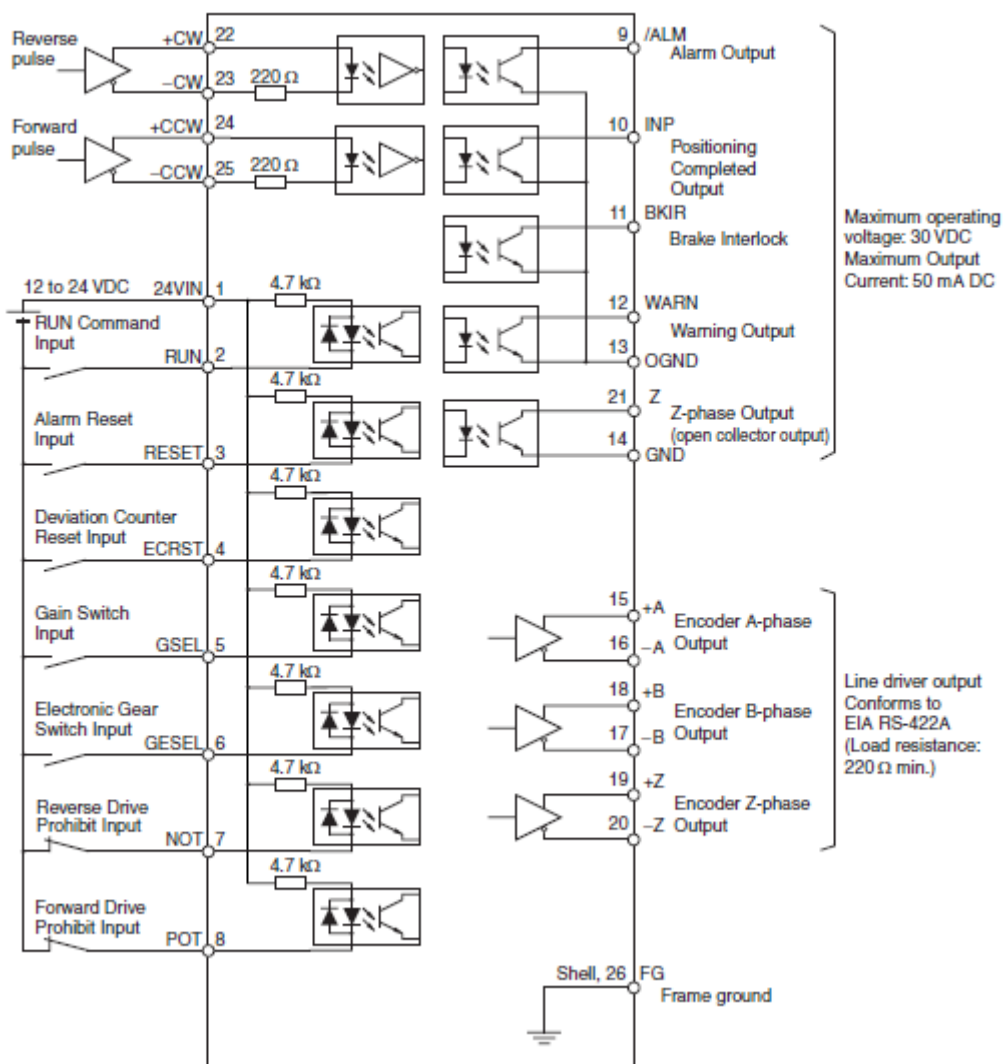 Reverse
pulse
+CW 22
−CW 23 220 Ω
Forward
pulse
+CCW 24
−CCW 25 220 Ω
12 to 24 VDC 24VIN 1 4.7 kΩ
RUN Command
Input
RUN 2
4.7 kΩ
Alarm Reset
Input
RESET 3
4.7 kΩ
Deviation Counter
Reset Input
ECRST 4
4.7 kΩ
Gain Switch
Input
GSEL 5
4.7 kΩ
Electronic Gear
Switch Input
GESEL 6
4.7 kΩ
Reverse Drive
Prohibit Input
NOT 7
4.7 kΩ
Forward Drive
Prohibit Input
POT 8
9 /ALM
Alarm Output
10 INP
Positioning
Completed
Output
11 BKIR
Brake Interlock
12 WARN
Warning Output
13 OGND
21 Z
Z-phase Output
(open collector output)
14 GND
Maximum operating
voltage: 30 VDC
Maximum Output
Current: 50 mA DC
15 +A
Encoder A-phase
16 −A Output
18 +B
Encoder B-phase
17 −B Output
19 +Z
Encoder Z-phase
20 −Z Output
Line driver output
Conforms to
EIA RS-422A
(Load resistance:
220 Ω min.)
Shell, 26 FG
Frame ground